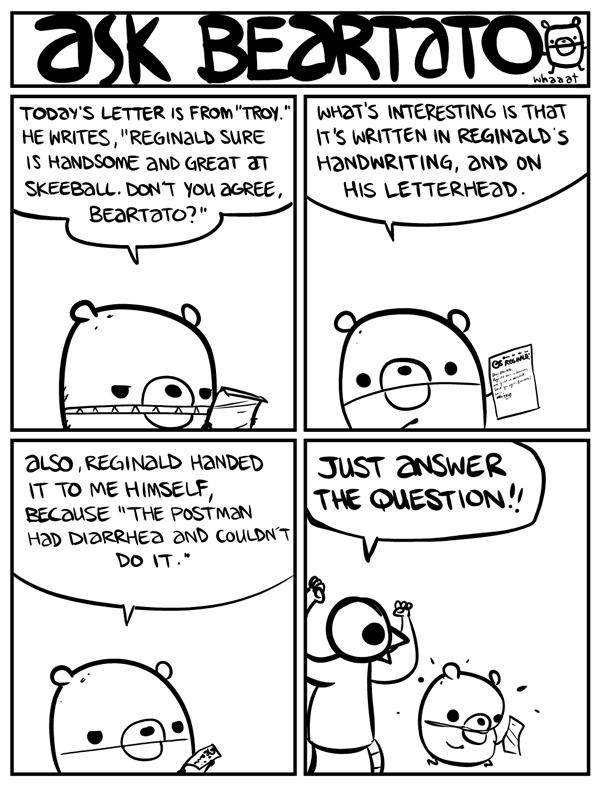 ASK BEARTATO
whaaat
TODAY'S LETTER IS FROM "TROY."
HE WRITES, "REGINALD SURE
IS HANDSOME AND GREAT AT
SKEEBALL. DON'T YOU AGREE,
BEARTATO?"
WHAT'S INTERESTING IS THAT
IT'S WRITTEN IN REGINALD'S
HANDWRITING, AND ON
HIS LETTERHEAD.
ALSO, REGINALD HANDED
IT TO ME HIMSELF,
BECAUSE "THE POSTMAN
HAD DIARRHEA AND COULDN'T
DO IT."
JUST ANSWER
THE QUESTION!!